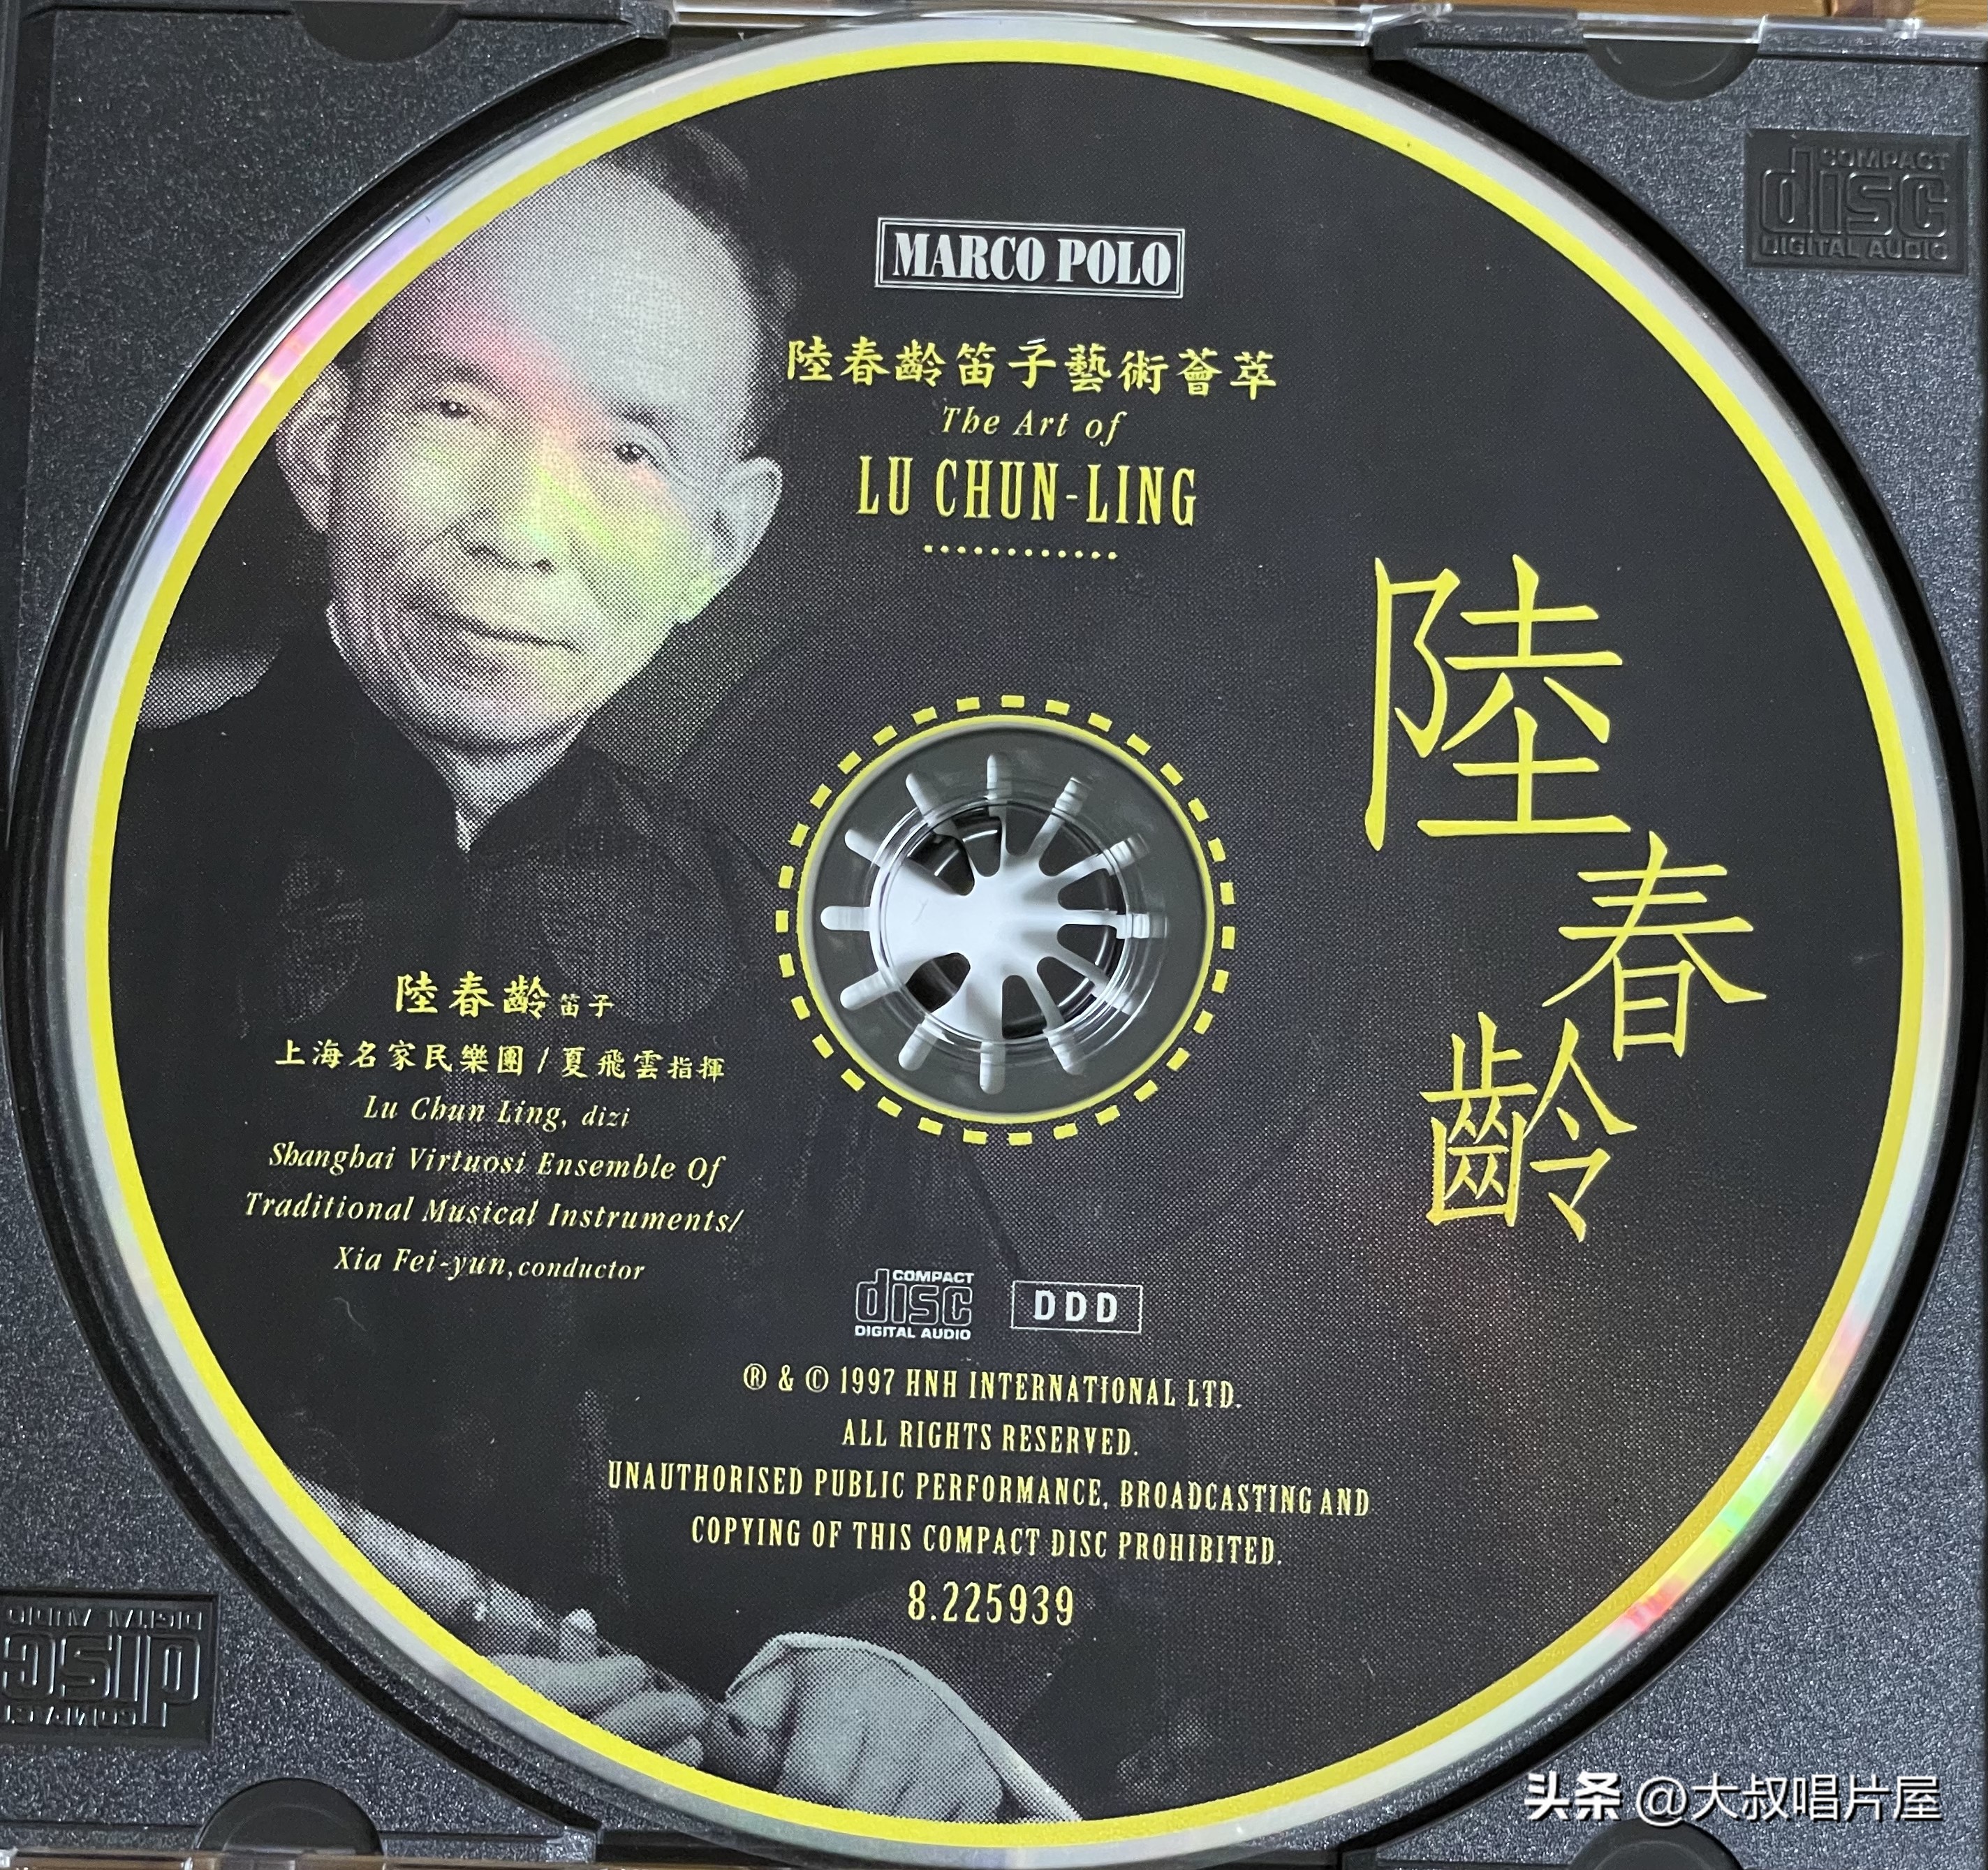 COMPACT
disc
DIGITAL AUDIO
MARCO POLO
陸春齡笛子藝術薈萃
The Art of
LU CHUN-LING
陸
春
齡
陸春齡 笛子
上海名家民樂團 / 夏飛雲指揮
Lu Chun Ling, dizi
Shanghai Virtuosi Ensemble Of
Traditional Musical Instruments/
Xia Fei-yun, conductor
COMPACT
disc
DIGITAL AUDIO
DDD
® & © 1997 HNH INTERNATIONAL LTD.
ALL RIGHTS RESERVED.
UNAUTHORISED PUBLIC PERFORMANCE, BROADCASTING AND
COPYING OF THIS COMPACT DISC PROHIBITED.
8.225939
COMPACT
disc
DIGITAL AUDIO
头条 @大叔唱片屋